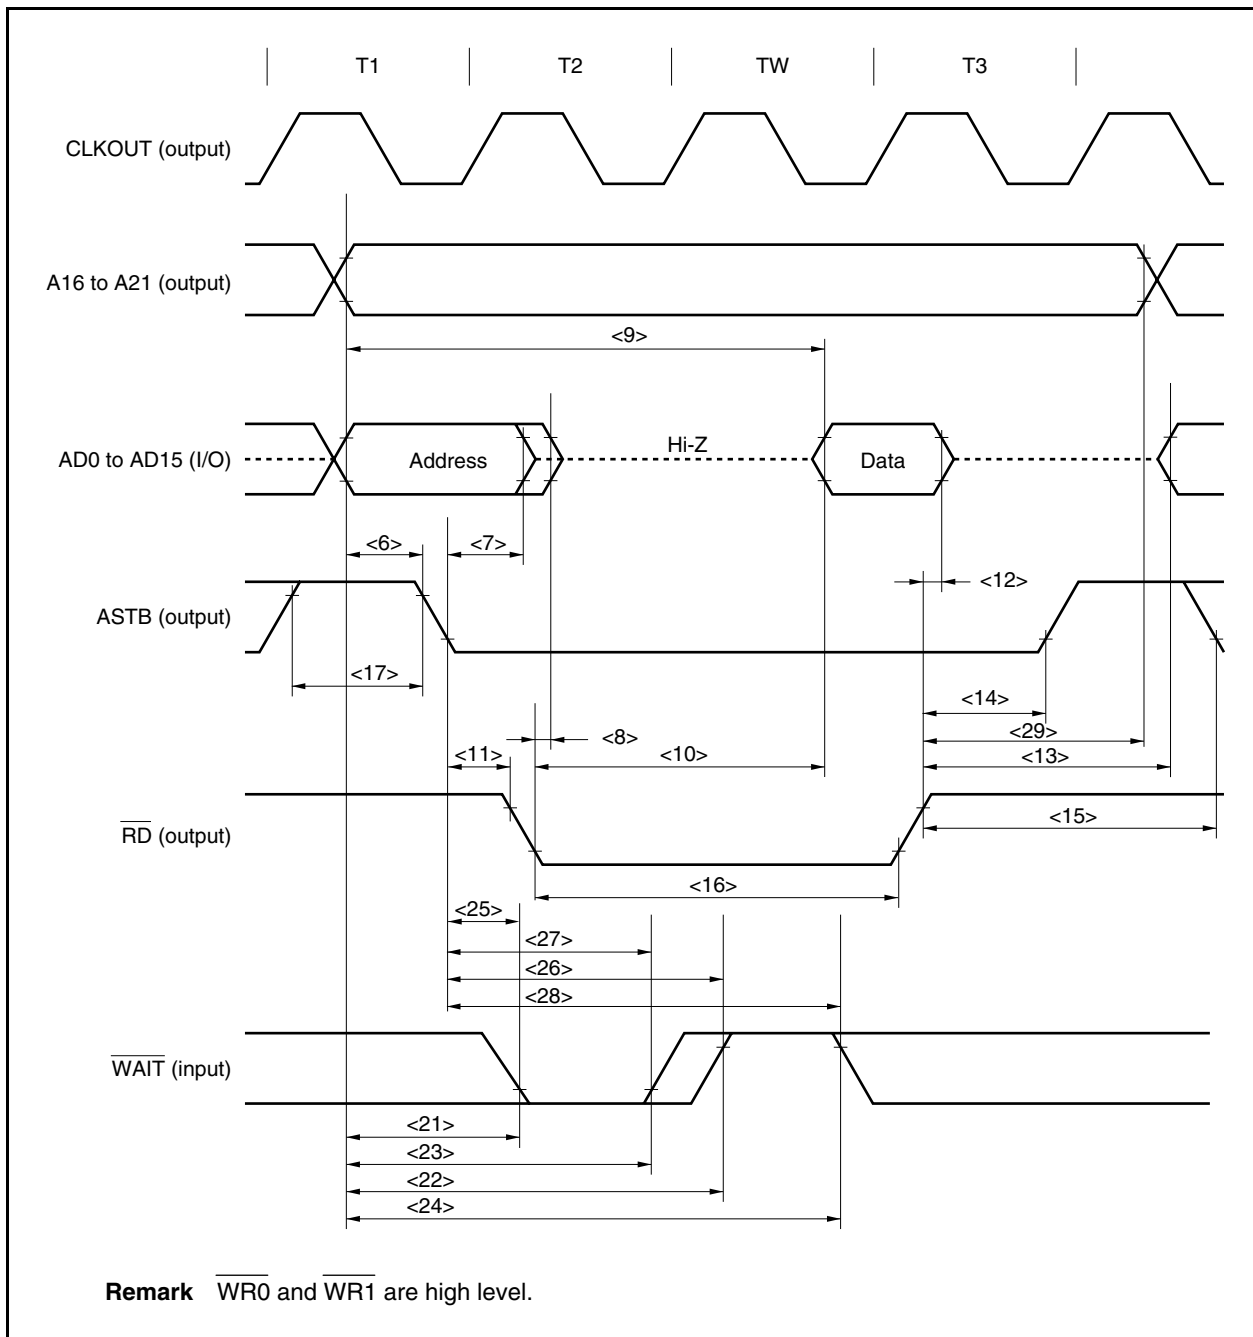 T1 T2 TW T3
CLKOUT (output)
A16 to A21 (output)
<9>
AD0 to AD15 (I/O)
Address
Hi-Z
Data
<6> <7>
<12>
ASTB (output)
<17>
<14>
<8>
<29>
<11>
<10>
<13>
RD (output)
<15>
<16>
<25>
<27>
<26>
<28>
WAIT (input)
<21>
<23>
<22>
<24>
Remark WR0 and WR1 are high level.